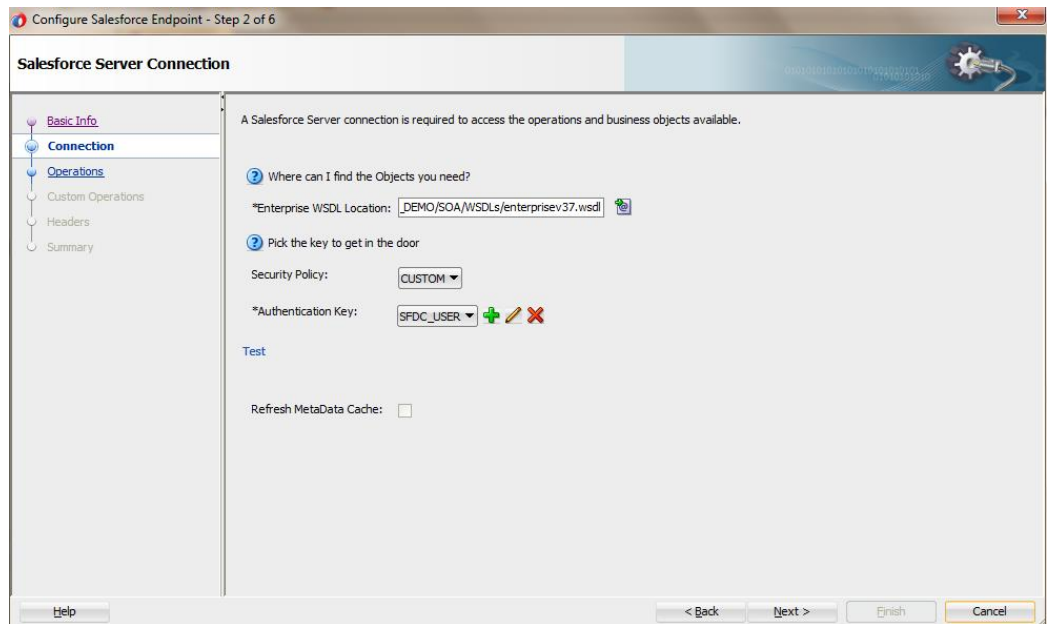 Configure Salesforce Endpoint - Step 2 of 6
Salesforce Server Connection
Basic Info
Connection
Operations
Custom Operations
Headers
Summary
A Salesforce Server connection is required to access the operations and business objects available.
Where can I find the Objects you need?
*Enterprise WSDL Location: _DEMO/SOA/WSDLs/enterprisev37.wsdl
Pick the key to get in the door
Security Policy: CUSTOM
*Authentication Key: SFDC_USER
Test
Refresh MetaData Cache:
Help < Back Next > Finish Cancel